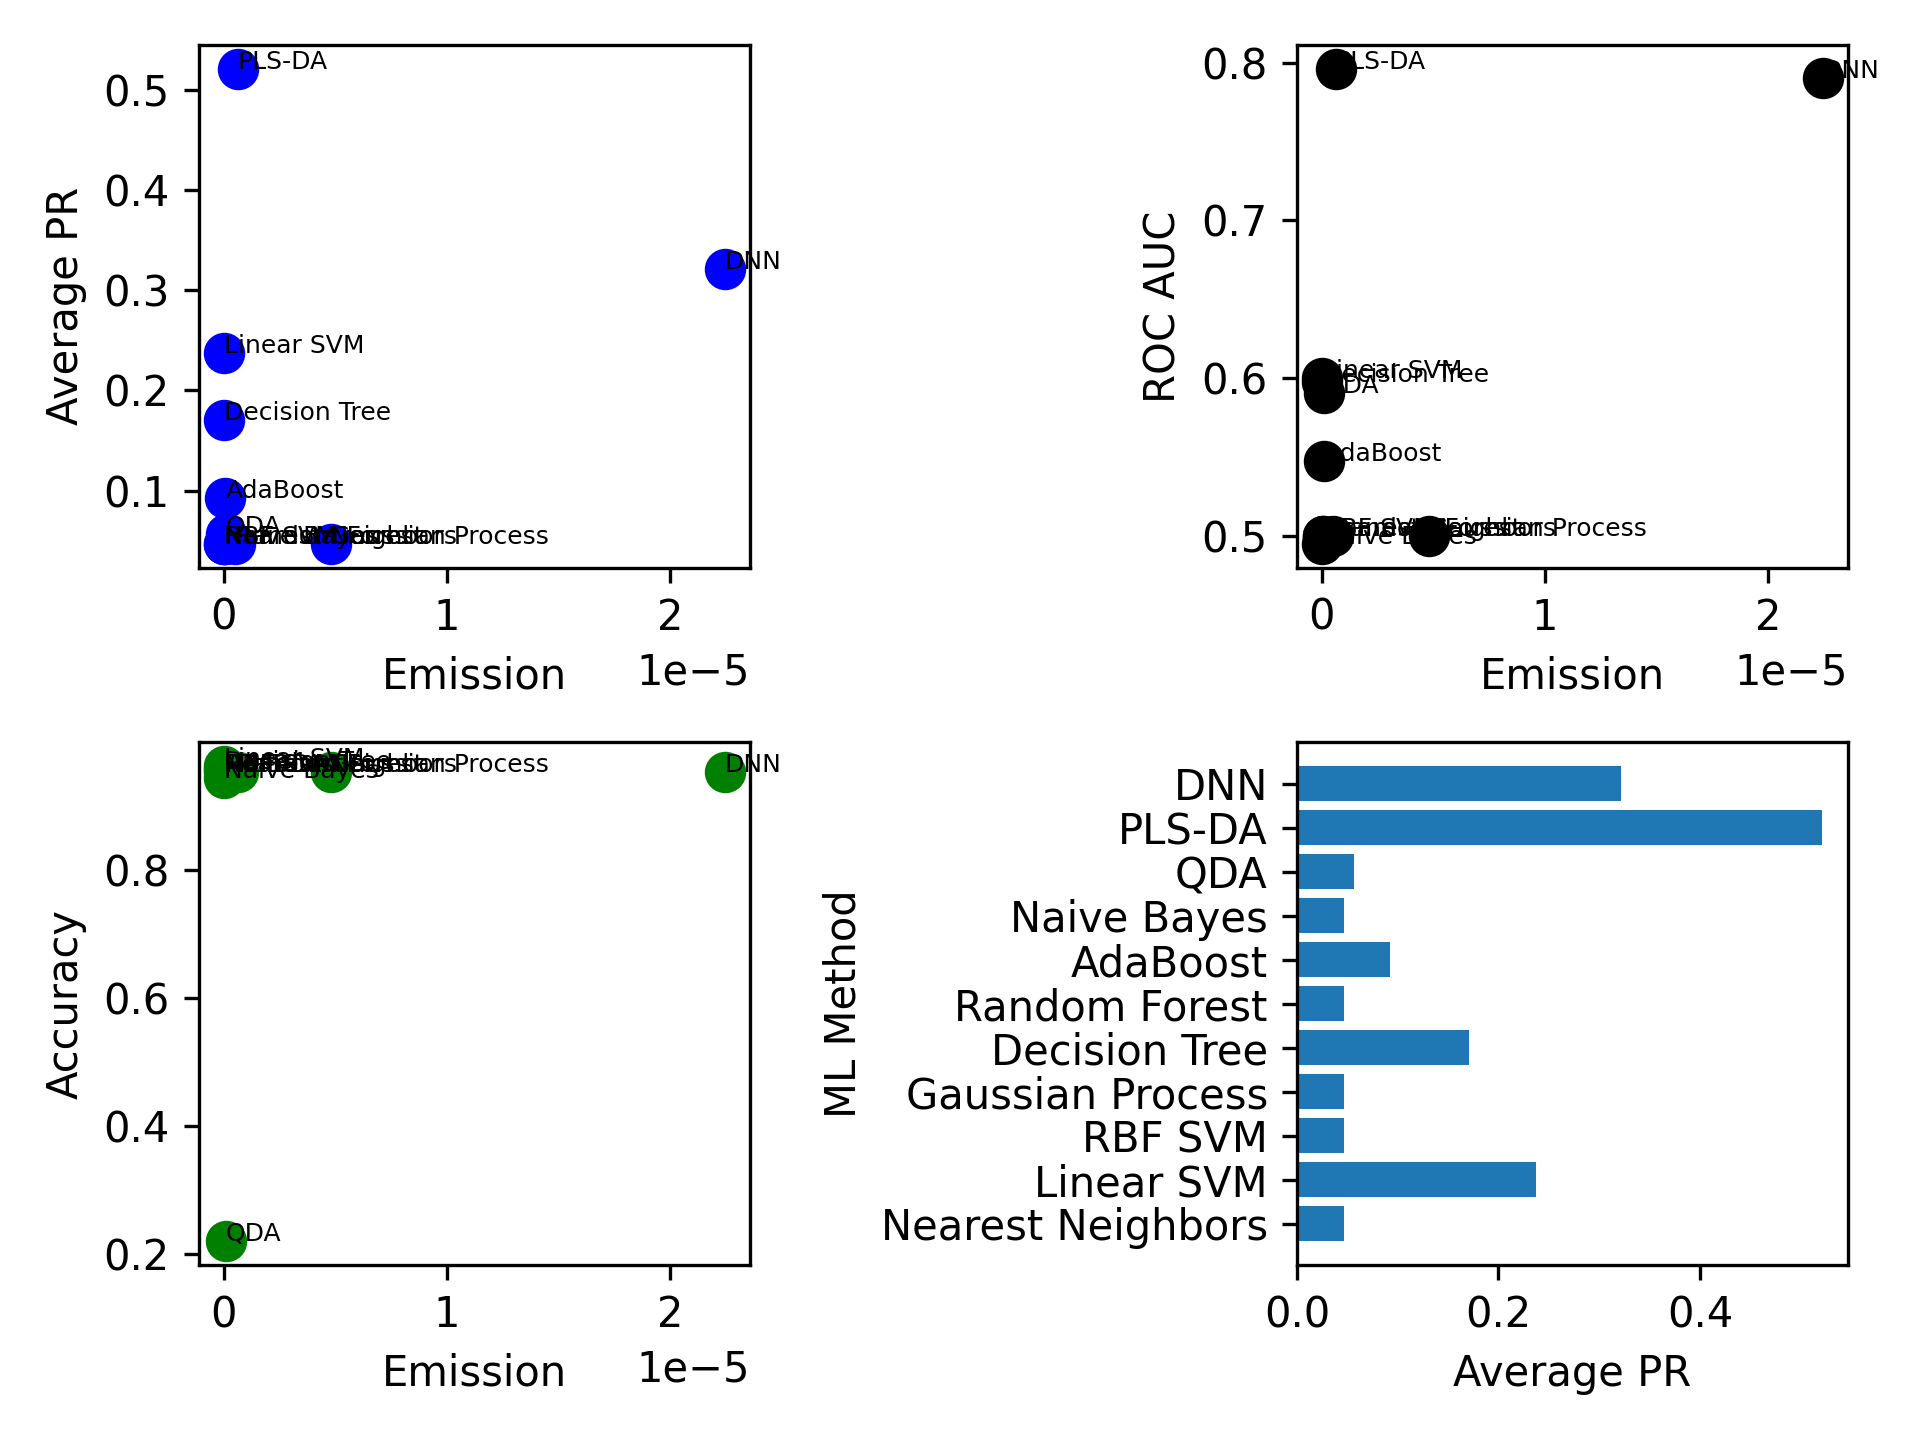 Average PR
0.5
0.4
0.3
0.2
0.1
PLS-DA
DNN
Linear SVM
Decision Tree
AdaBoost
QDA
Process
0
1
2
Emission
1e−5
ROC AUC
0.8
0.7
0.6
0.5
Process
0
1
2
Emission
1e−5
Accuracy
0.8
0.6
0.4
0.2
Linear SVM
Process
Naive Bayes
DNN
QDA
0
1
2
Emission
1e−5
ML Method
DNN
PLS-DA
QDA
Naive Bayes
AdaBoost
Random Forest
Decision Tree
Gaussian Process
RBF SVM
Linear SVM
Nearest Neighbors
0.0
0.2
0.4
Average PR